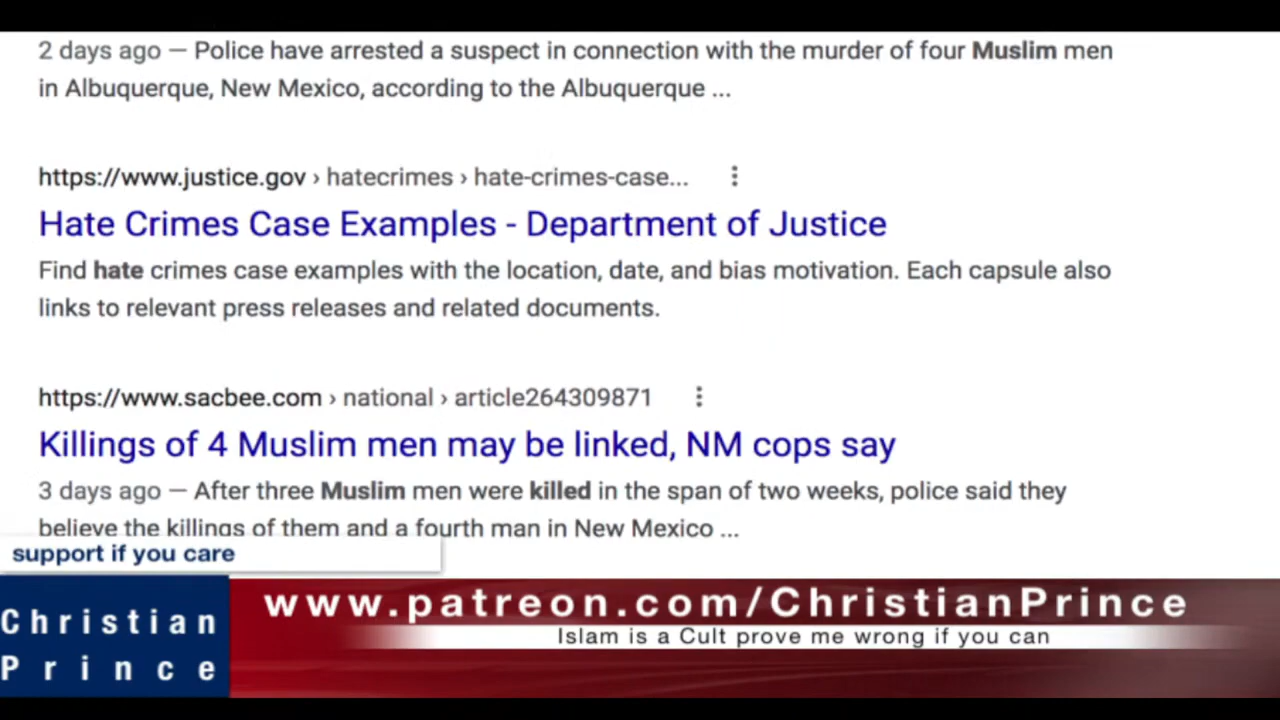 2 days ago — Police have arrested a suspect in connection with the murder of four Muslim men
in Albuquerque, New Mexico, according to the Albuquerque ...
https://www.justice.gov › hatecrimes › hate-crimes-case...
Hate Crimes Case Examples - Department of Justice
Find hate crimes case examples with the location, date, and bias motivation. Each capsule also
links to relevant press releases and related documents.
https://www.sacbee.com › national › article264309871
Killings of 4 Muslim men may be linked, NM cops say
3 days ago — After three Muslim men were killed in the span of two weeks, police said they
believe the killings of them and a fourth man in New Mexico ...
support if you care
Christian
Prince
www.patreon.com/ChristianPrince
Islam is a Cult prove me wrong if you can